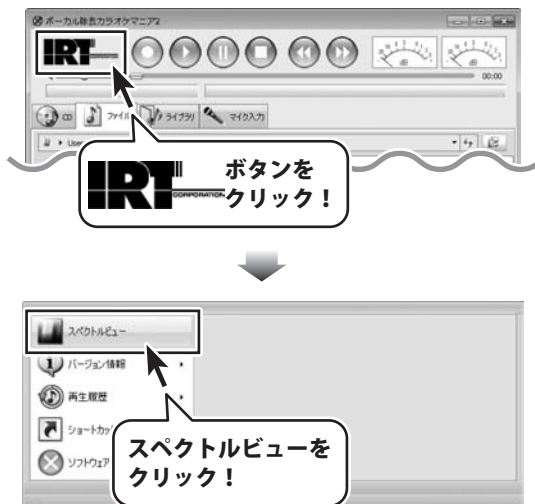 ボーカル除去カラオケマニア2
IRT
dB
dB
00:00
CD
ファイル
ライブラリ
マイク入力
User
IRT CORPORATION
ボタンを
クリック！
スペクトルビュー
バージョン情報
再生履歴
ショートカッ
ソフトウェア
スペクトルビューを
クリック！